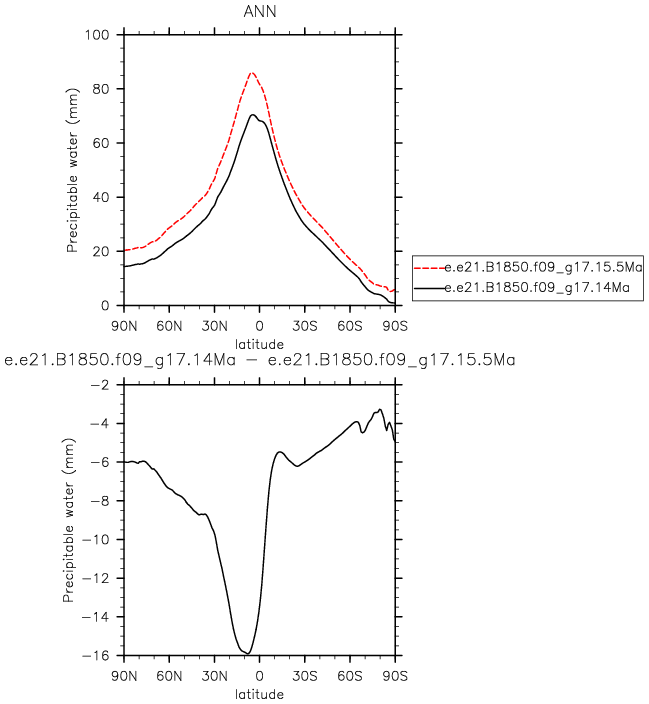 ANN
100
80
60
40
20
0
Precipitable water (mm)
90N 60N 30N 0 30S 60S 90S
latitude
e.e21.B1850.f09_g17.15.5Ma
e.e21.B1850.f09_g17.14Ma
e.e21.B1850.f09_g17.14Ma − e.e21.B1850.f09_g17.15.5Ma
−2
−4
−6
−8
−10
−12
−14
−16
Precipitable water (mm)
90N 60N 30N 0 30S 60S 90S
latitude